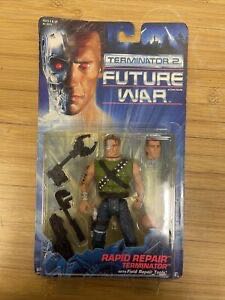 TERMINATOR 2
FUTURE
WAR
RAPID REPAIR
TERMINATOR
WITH Field Repair Tools!